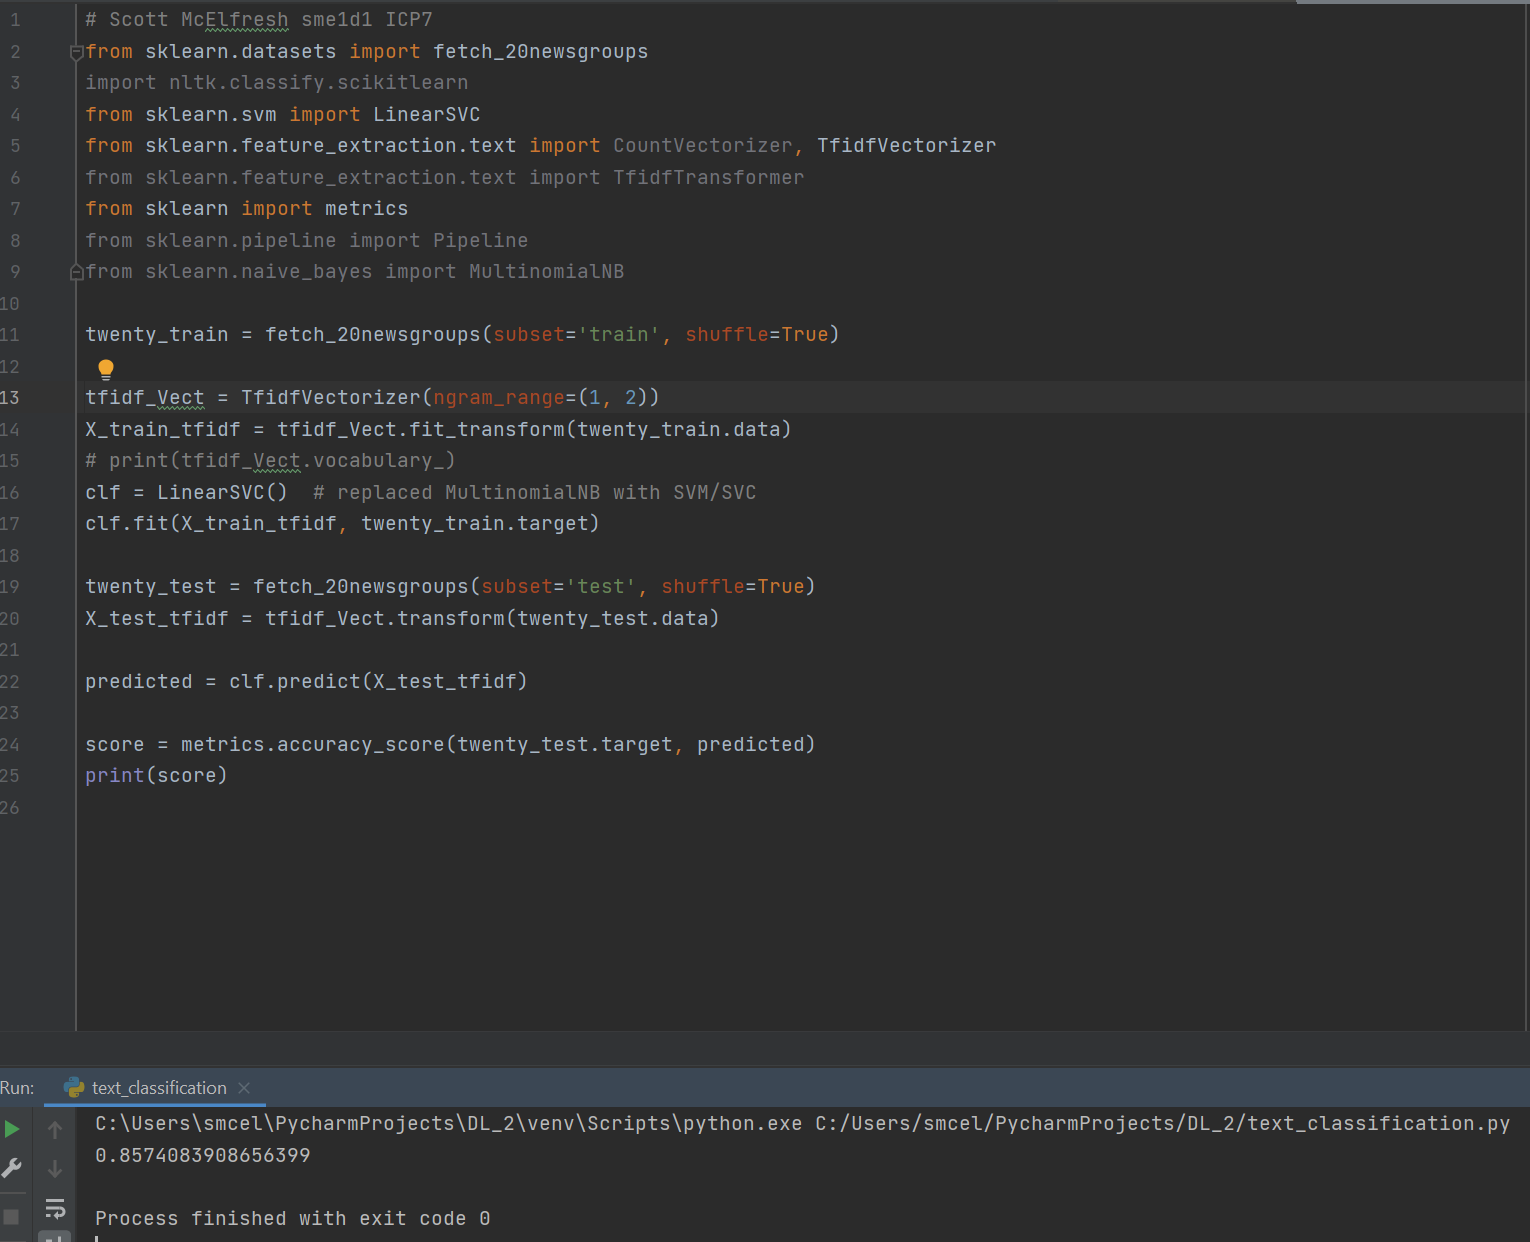 1 # Scott McElfresh sme1d1 ICP7
2 from sklearn.datasets import fetch_20newsgroups
3 import nltk.classify.scikitlearn
4 from sklearn.svm import LinearSVC
5 from sklearn.feature_extraction.text import CountVectorizer, TfidfVectorizer
6 from sklearn.feature_extraction.text import TfidfTransformer
7 from sklearn import metrics
8 from sklearn.pipeline import Pipeline
9 from sklearn.naive_bayes import MultinomialNB
10
11 twenty_train = fetch_20newsgroups(subset='train', shuffle=True)
12
13 tfidf_Vect = TfidfVectorizer(ngram_range=(1, 2))
14 X_train_tfidf = tfidf_Vect.fit_transform(twenty_train.data)
15 # print(tfidf_Vect.vocabulary_)
16 clf = LinearSVC()  # replaced MultinomialNB with SVM/SVC
17 clf.fit(X_train_tfidf, twenty_train.target)
18
19 twenty_test = fetch_20newsgroups(subset='test', shuffle=True)
20 X_test_tfidf = tfidf_Vect.transform(twenty_test.data)
21
22 predicted = clf.predict(X_test_tfidf)
23
24 score = metrics.accuracy_score(twenty_test.target, predicted)
25 print(score)
26
Run: text_classification
C:\Users\smcel\PycharmProjects\DL_2\venv\Scripts\python.exe C:/Users/smcel/PycharmProjects/DL_2/text_classification.py
0.8574083908656399
Process finished with exit code 0